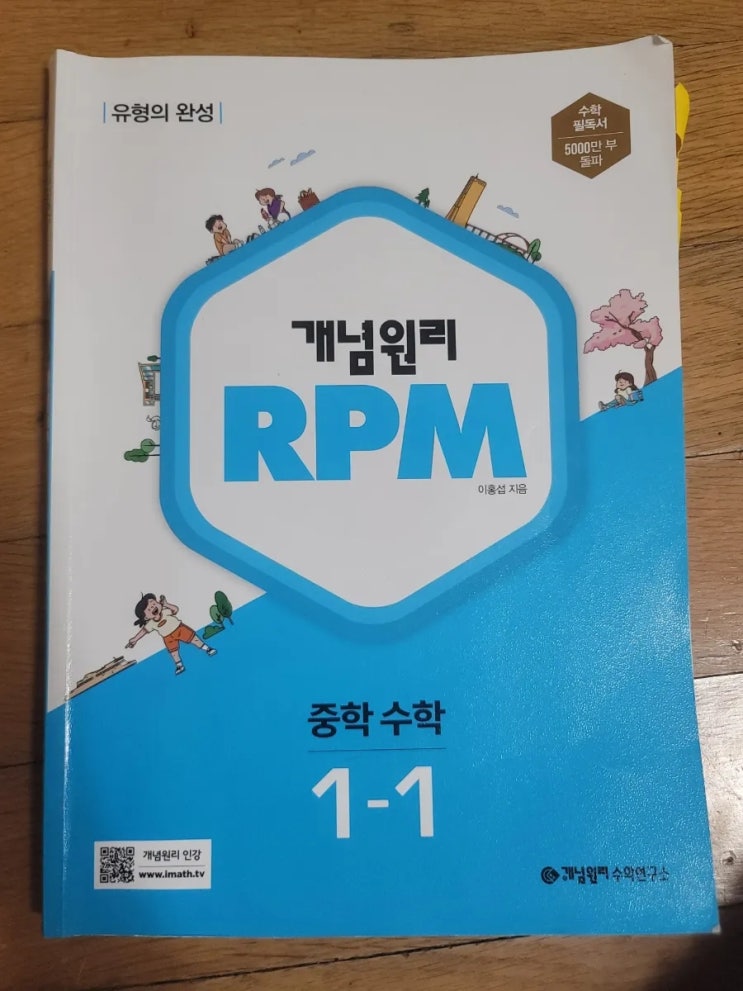 유형의 완성
수학
필독서
5000만 부
돌파
개념원리
RPM
이홍섭 지음
중학 수학
1-1
개념원리 인강
www.imath.tv
개념원리 수학연구소